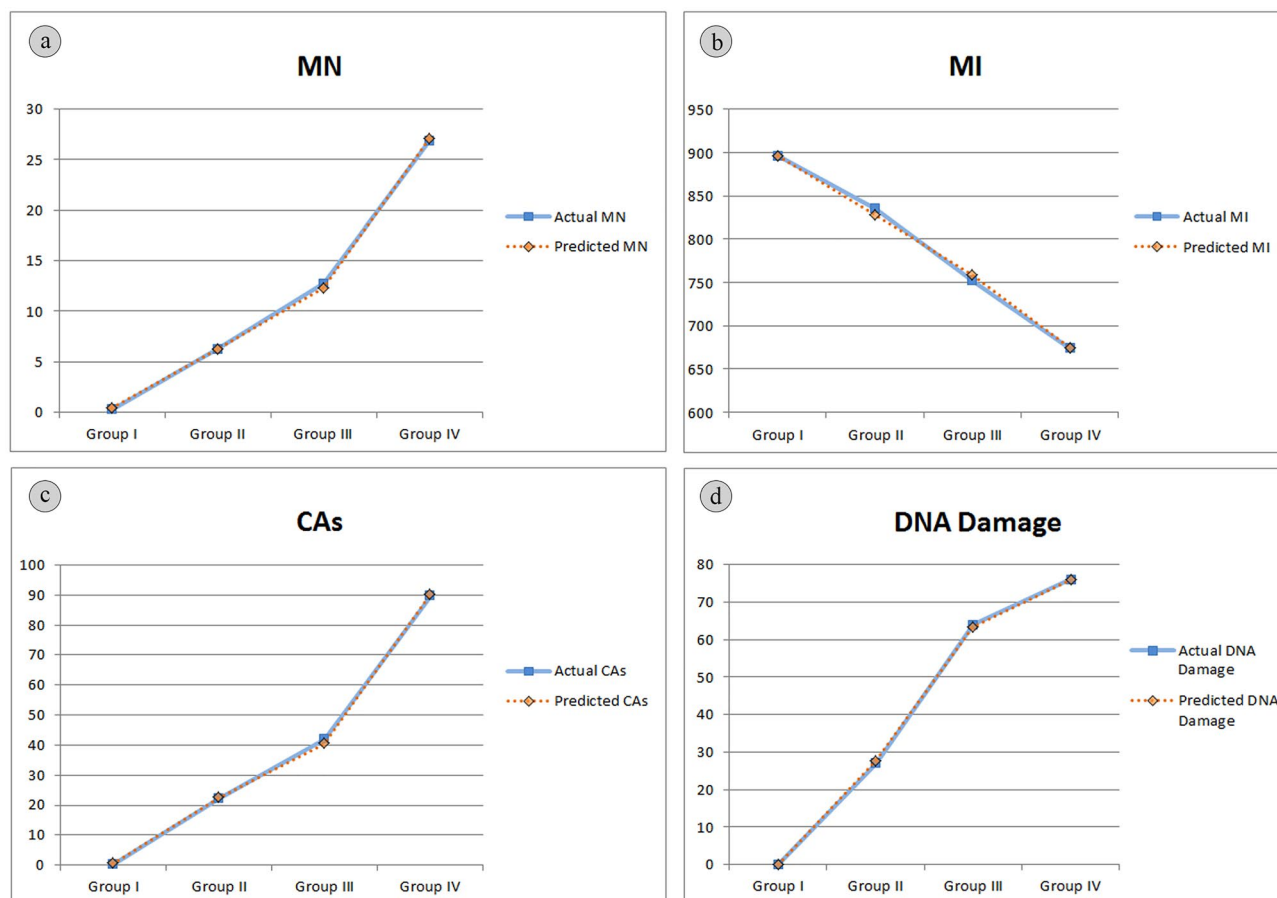 a
MN
30
25
20
15
10
5
0
Group I Group II Group III Group IV
Actual MN
Predicted MN
b
MI
950
900
850
800
750
700
650
600
Group I Group II Group III Group IV
Actual MI
Predicted MI
c
CAs
100
90
80
70
60
50
40
30
20
10
0
Group I Group II Group III Group IV
Actual CAs
Predicted CAs
d
DNA Damage
80
70
60
50
40
30
20
10
0
Group I Group II Group III Group IV
Actual DNA
Damage
Predicted DNA
Damage